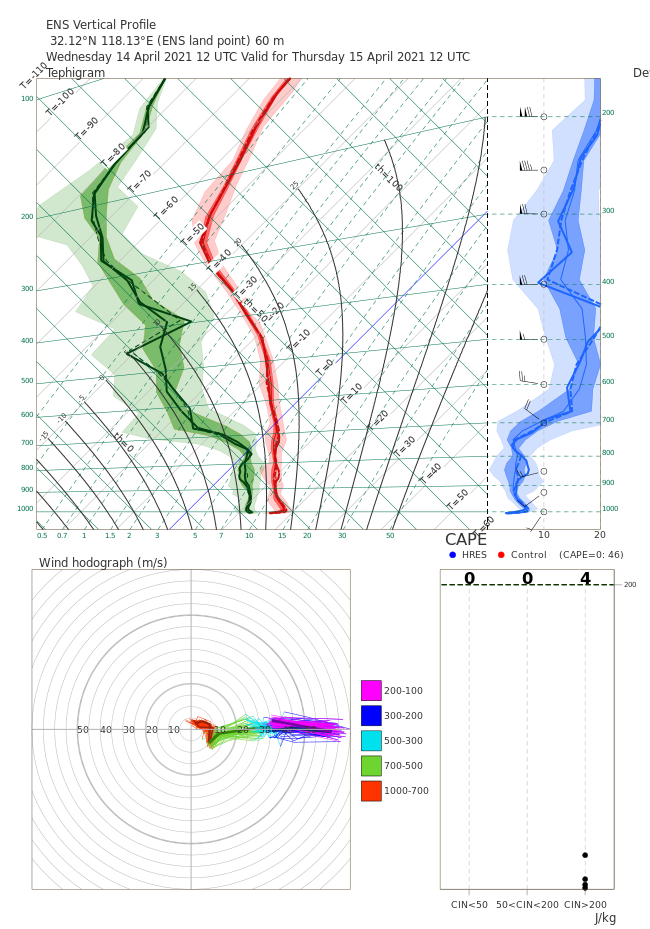 ENS Vertical Profile
32.12°N 118.13°E (ENS land point) 60 m
Wednesday 14 April 2021 12 UTC Valid for Thursday 15 April 2021 12 UTC
Tephigram
De
T=-110
T=-100
T=-90
T=-80
T=-70
T=-60
T=-50
T=-40
T=-30
T=-20
T=-10
T=0
T=10
T=20
T=30
T=40
T=50
T=60
th=100
th=50
th=0
25
20
15
10
-5
-10
-15
100
200
300
400
500
600
700
800
900
1000
0.5 0.7 1 1.5 2 3 5 7 10 15 20 30 50
200
300
400
500
700
800
900
1000
10 20
CAPE
HRES Control (CAPE=0: 46)
0 0 4
200
CIN<50 50<CIN<200 CIN>200
J/kg
Wind hodograph (m/s)
50 40 30 20 10 10 20 30
200-100
300-200
500-300
700-500
1000-700